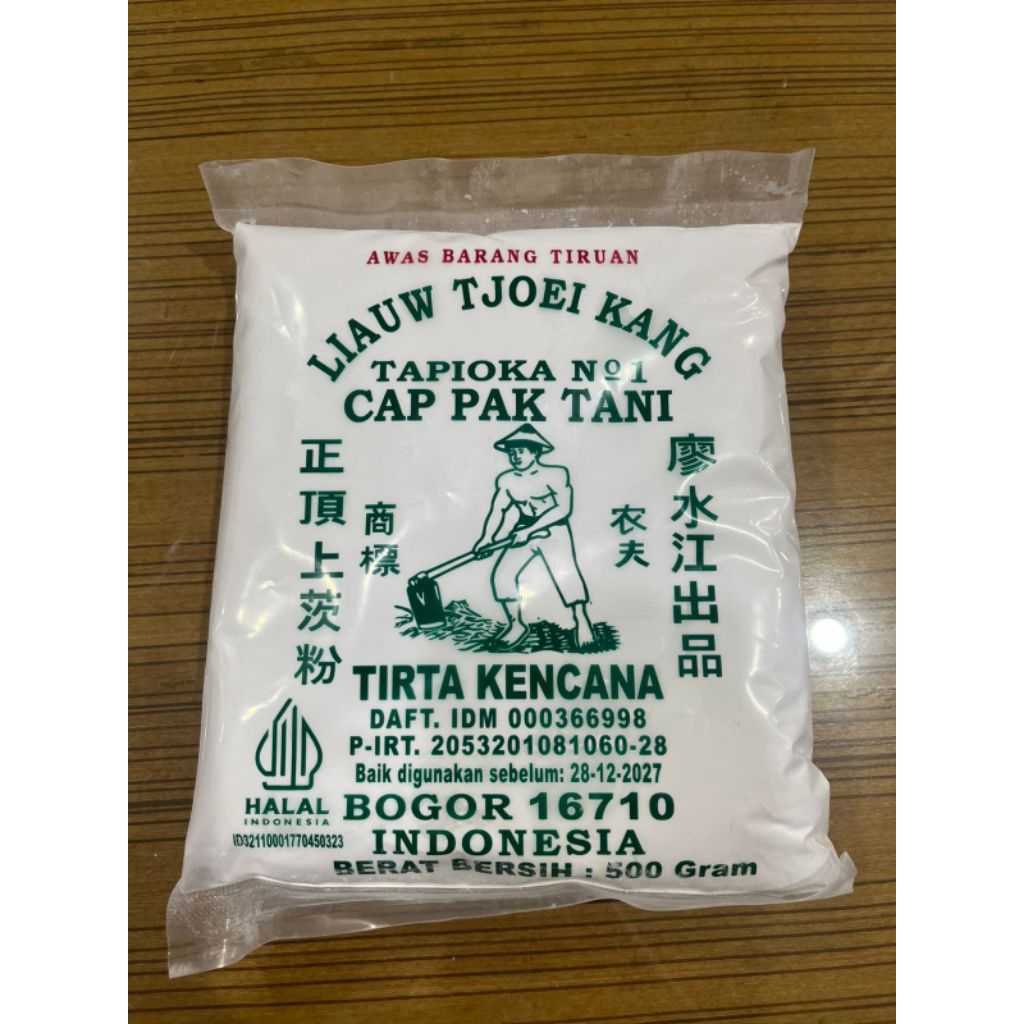 AWAS BARANG TIRUAN
LIAUW TJOEI KANG
TAPIOKA Nº1
CAP PAK TANI
正頂上茨粉
商標
农夫
廖水江出品
V
TIRTA KENCANA
DAFT. IDM 000366998
P-IRT. 2053201081060-28
Baik digunakan sebelum: 28-12-2027
HALAL
INDONESIA
ID32110001770450323
BOGOR 16710
INDONESIA
BERAT BERSIH : 500 Gram